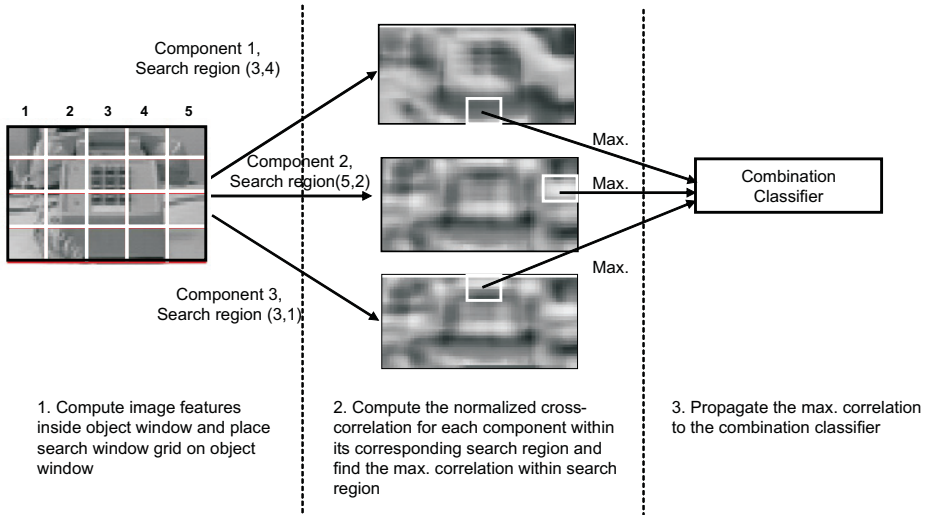 Component 1,
Search region (3,4)
1 2 3 4 5
Component 2,
Search region(5,2)
Component 3,
Search region (3,1)
Max.
Max.
Max.
Combination
Classifier
1. Compute image features
inside object window and place
search window grid on object
window
2. Compute the normalized cross-
correlation for each component within
its corresponding search region and
find the max. correlation within search
region
3. Propagate the max. correlation
to the combination classifier